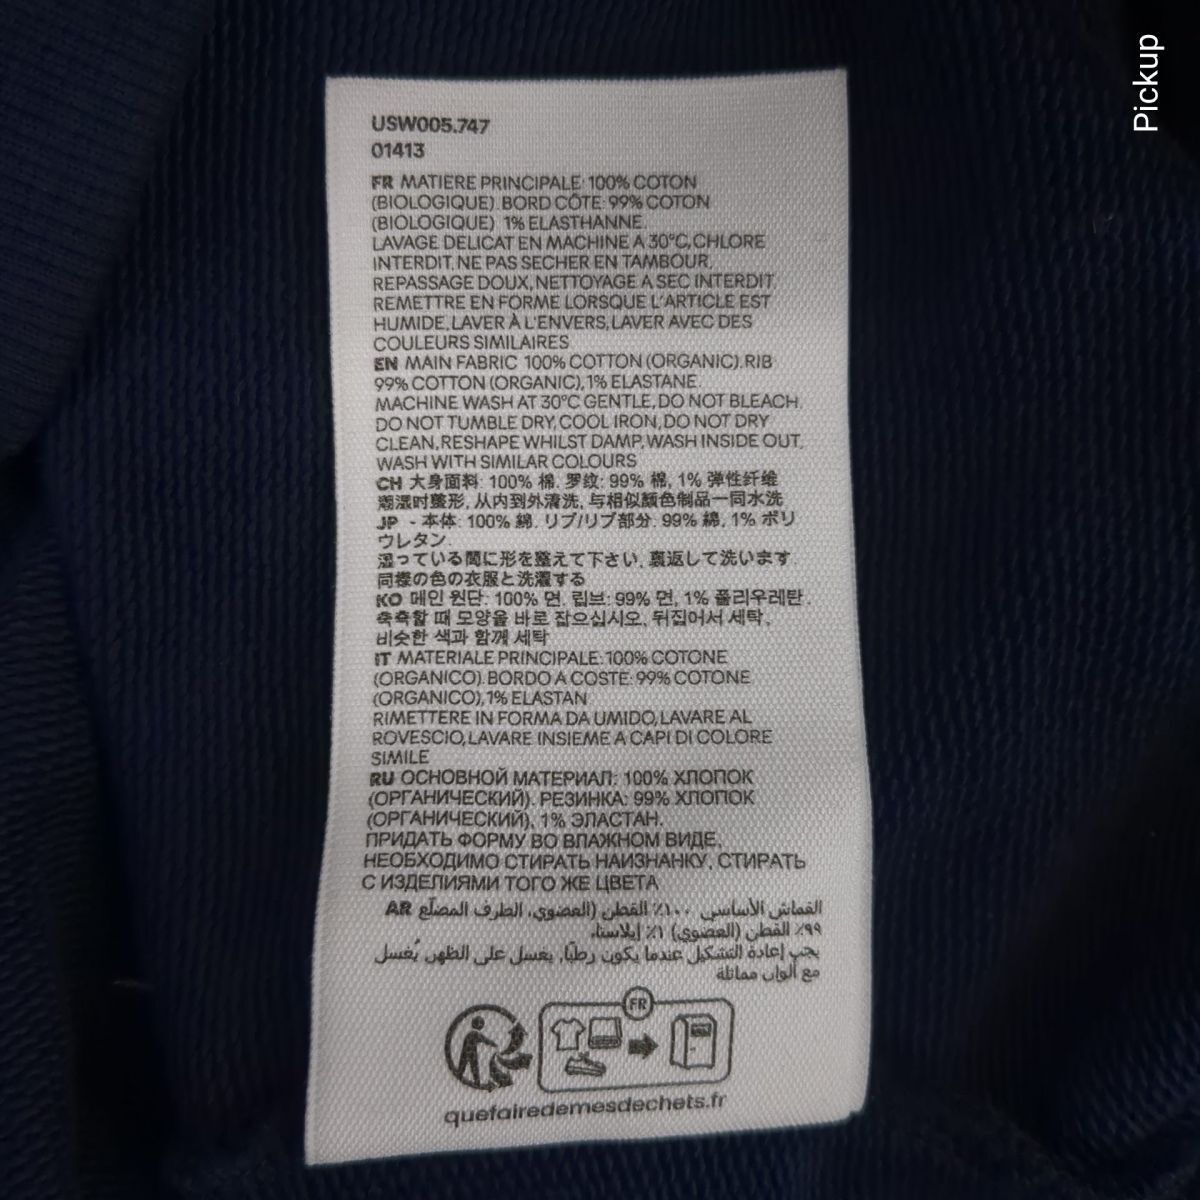 Pickup
USW005.747
01413
FR MATIERE PRINCIPALE: 100% COTON
(BIOLOGIQUE). BORD CÔTE: 99% COTON
(BIOLOGIQUE), 1% ELASTHANNE.
LAVAGE DELICAT EN MACHINE A 30°C, CHLORE
INTERDIT, NE PAS SECHER EN TAMBOUR,
REPASSAGE DOUX, NETTOYAGE A SEC INTERDIT,
REMETTRE EN FORME LORSQUE L'ARTICLE EST
HUMIDE, LAVER À L'ENVERS, LAVER AVEC DES
COULEURS SIMILAIRES
EN MAIN FABRIC 100% COTTON (ORGANIC). RIB
99% COTTON (ORGANIC), 1% ELASTANE.
MACHINE WASH AT 30°C GENTLE, DO NOT BLEACH,
DO NOT TUMBLE DRY, COOL IRON, DO NOT DRY
CLEAN, RESHAPE WHILST DAMP, WASH INSIDE OUT,
WASH WITH SIMILAR COLOURS
CH 大身面料: 100% 棉. 罗纹: 99% 棉, 1% 弹性纤维
潮湿时整形, 从内到外清洗, 与相似颜色制品一同水洗
JP - 本体: 100% 綿. リブ/リブ部分: 99% 綿, 1% ポリ
ウレタン.
湿っている間に形を整えて下さい, 裏返して洗います.
同様の色の衣服と洗濯する
KO 메인 원단: 100% 면. 립브: 99% 면, 1% 폴리우레탄.
축축할 때 모양을 바로 잡으십시오, 뒤집어서 세탁,
비슷한 색과 함께 세탁
IT MATERIALE PRINCIPALE: 100% COTONE
(ORGANICO). BORDO A COSTE: 99% COTONE
(ORGANICO), 1% ELASTAN
RIMETTERE IN FORMA DA UMIDO, LAVARE AL
ROVESCIO, LAVARE INSIEME A CAPI DI COLORE
SIMILE
RU ОСНОВНОЙ МАТЕРИАЛ: 100% ХЛОПОК
(ОРГАНИЧЕСКИЙ). РЕЗИНКА: 99% ХЛОПОК
(ОРГАНИЧЕСКИЙ), 1% ЭЛАСТАН.
ПРИДАТЬ ФОРМУ ВО ВЛАЖНОМ ВИДЕ,
НЕОБХОДИМО СТИРАТЬ НАИЗНАНКУ, СТИРАТЬ
С ИЗДЕЛИЯМИ ТОГО ЖЕ ЦВЕТА
AR القماش الأساسي ١٠٠٪ القطن (العضوي، الطرف المضلّع
٩٩٪ القطن (العضوي) ١٪ إيلاستا،
يجب إعادة التشكيل عندما يكون رطبًا, يغسل على الظهر, يُغسل
مع ألوان مماثلة
FR
quefairedemesdechets.fr